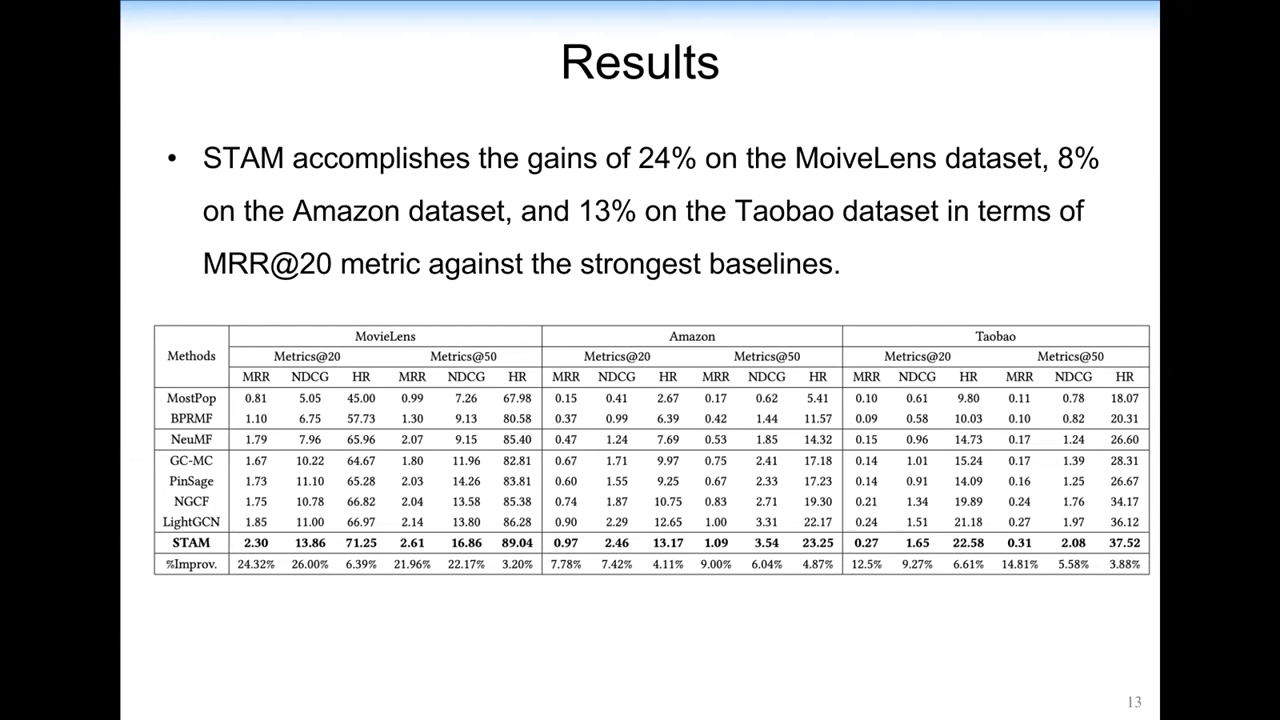 Results
• STAM accomplishes the gains of 24% on the MoiveLens dataset, 8%
on the Amazon dataset, and 13% on the Taobao dataset in terms of
MRR@20 metric against the strongest baselines.
Methods MovieLens Amazon Taobao
Metrics@20 Metrics@50 Metrics@20 Metrics@50 Metrics@20 Metrics@50
MRR NDCG HR MRR NDCG HR MRR NDCG HR MRR NDCG HR MRR NDCG HR MRR NDCG HR
MostPop 0.81 5.05 45.00 0.99 7.26 67.98 0.15 0.41 2.67 0.17 0.62 5.41 0.10 0.61 9.80 0.11 0.78 18.07
BPRMF 1.10 6.75 57.73 1.30 9.13 80.58 0.37 0.99 6.39 0.42 1.44 11.57 0.09 0.58 10.03 0.10 0.82 20.31
NeuMF 1.79 7.96 65.96 2.07 9.15 85.40 0.47 1.24 7.69 0.53 1.85 14.32 0.15 0.96 14.73 0.17 1.24 26.60
GC-MC 1.67 10.22 64.67 1.80 11.96 82.81 0.67 1.71 9.97 0.75 2.41 17.18 0.14 1.01 15.24 0.17 1.39 28.31
PinSage 1.73 11.10 65.28 2.03 14.26 83.81 0.60 1.55 9.25 0.67 2.33 17.23 0.14 0.91 14.09 0.16 1.25 26.67
NGCF 1.75 10.78 66.82 2.04 13.58 85.38 0.74 1.87 10.75 0.83 2.71 19.30 0.21 1.34 19.89 0.24 1.76 34.17
LightGCN 1.85 11.00 66.97 2.14 13.80 86.28 0.90 2.29 12.65 1.00 3.31 22.17 0.24 1.51 21.18 0.27 1.97 36.12
STAM 2.30 13.86 71.25 2.61 16.86 89.04 0.97 2.46 13.17 1.09 3.54 23.25 0.27 1.65 22.58 0.31 2.08 37.52
%Improv. 24.32% 26.00% 6.39% 21.96% 22.17% 3.20% 7.78% 7.42% 4.11% 9.00% 6.04% 4.87% 12.5% 9.27% 6.61% 14.81% 5.58% 3.88%
13